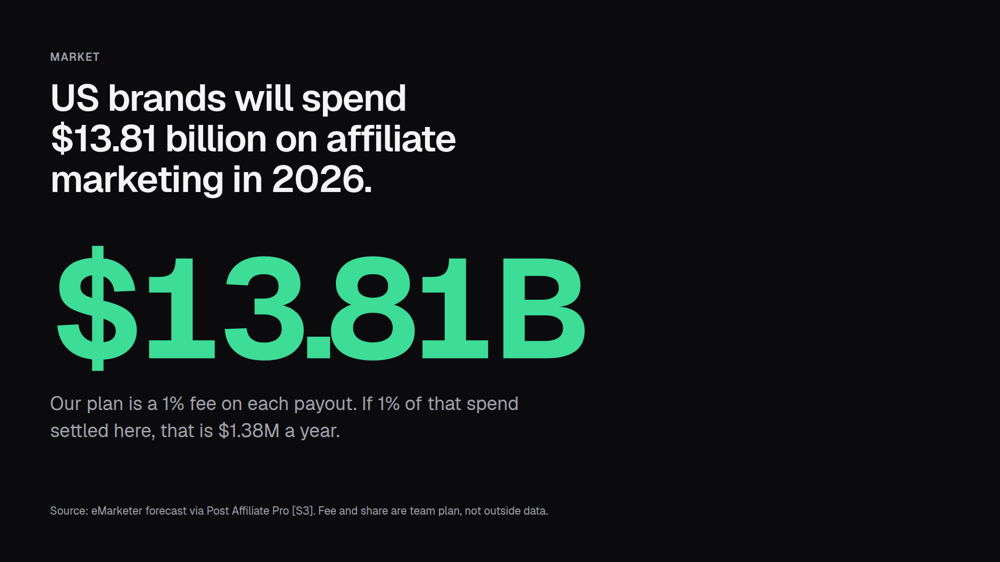 MARKET
US brands will spend
$13.81 billion on affiliate
marketing in 2026.
$13.81B
Our plan is a 1% fee on each payout. If 1% of that spend
settled here, that is $1.38M a year.
Source: eMarketer forecast via Post Affiliate Pro [S3]. Fee and share are team plan, not outside data.